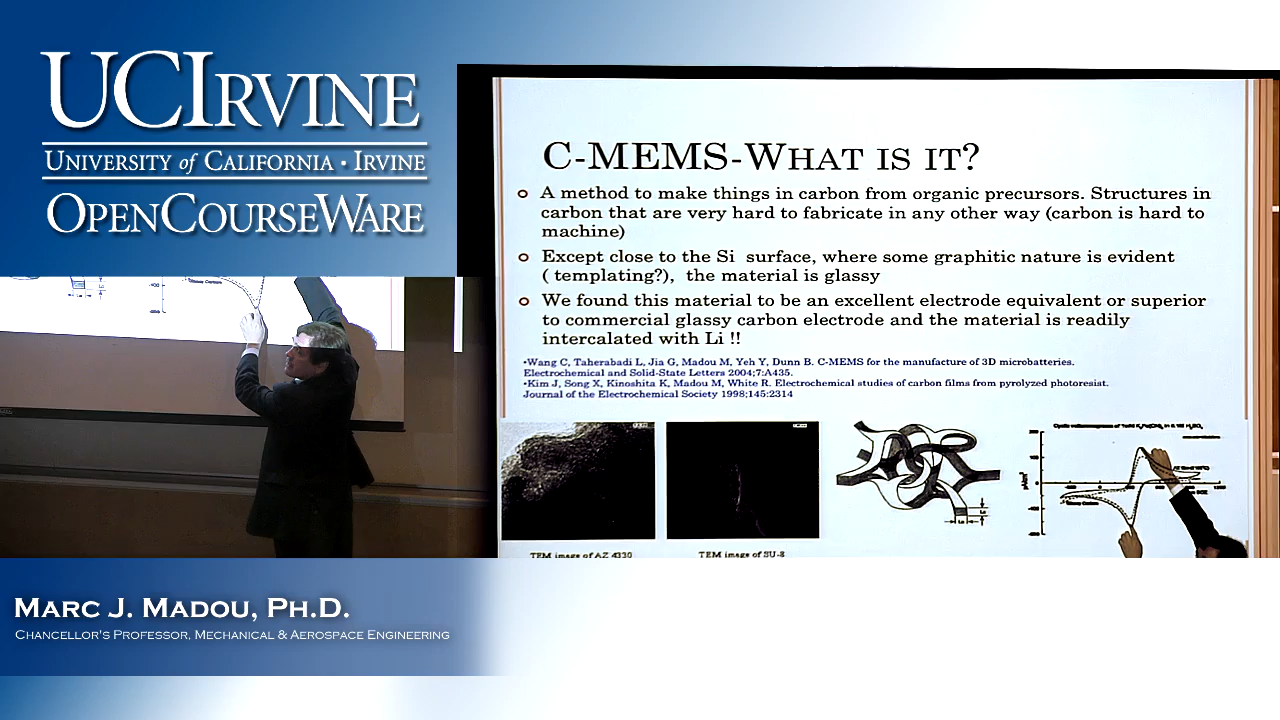 UCIRVINE
UNIVERSITY of CALIFORNIA · IRVINE
OPENCOURSEWARE
C-MEMS-WHAT IS IT?
A method to make things in carbon from organic precursors. Structures in
carbon that are very hard to fabricate in any other way (carbon is hard to
machine)
Except close to the Si surface, where some graphitic nature is evident
( templating?), the material is glassy
We found this material to be an excellent electrode equivalent or superior
to commercial glassy carbon electrode and the material is readily
intercalated with Li !!
•Wang C, Taherabadi L, Jia G, Madou M, Yeh Y, Dunn B. C-MEMS for the manufacture of 3D microbatteries.
Electrochemical and Solid-State Letters 2004;7:A435.
•Kim J, Song X, Kinoshita K, Madou M, White R. Electrochemical studies of carbon films from pyrolyzed photoresist.
Journal of the Electrochemical Society 1998;145:2314
TEM image of AZ 4330
TEM image of SU-8
MARC J. MADOU, PH.D.
CHANCELLOR'S PROFESSOR, MECHANICAL & AEROSPACE ENGINEERING